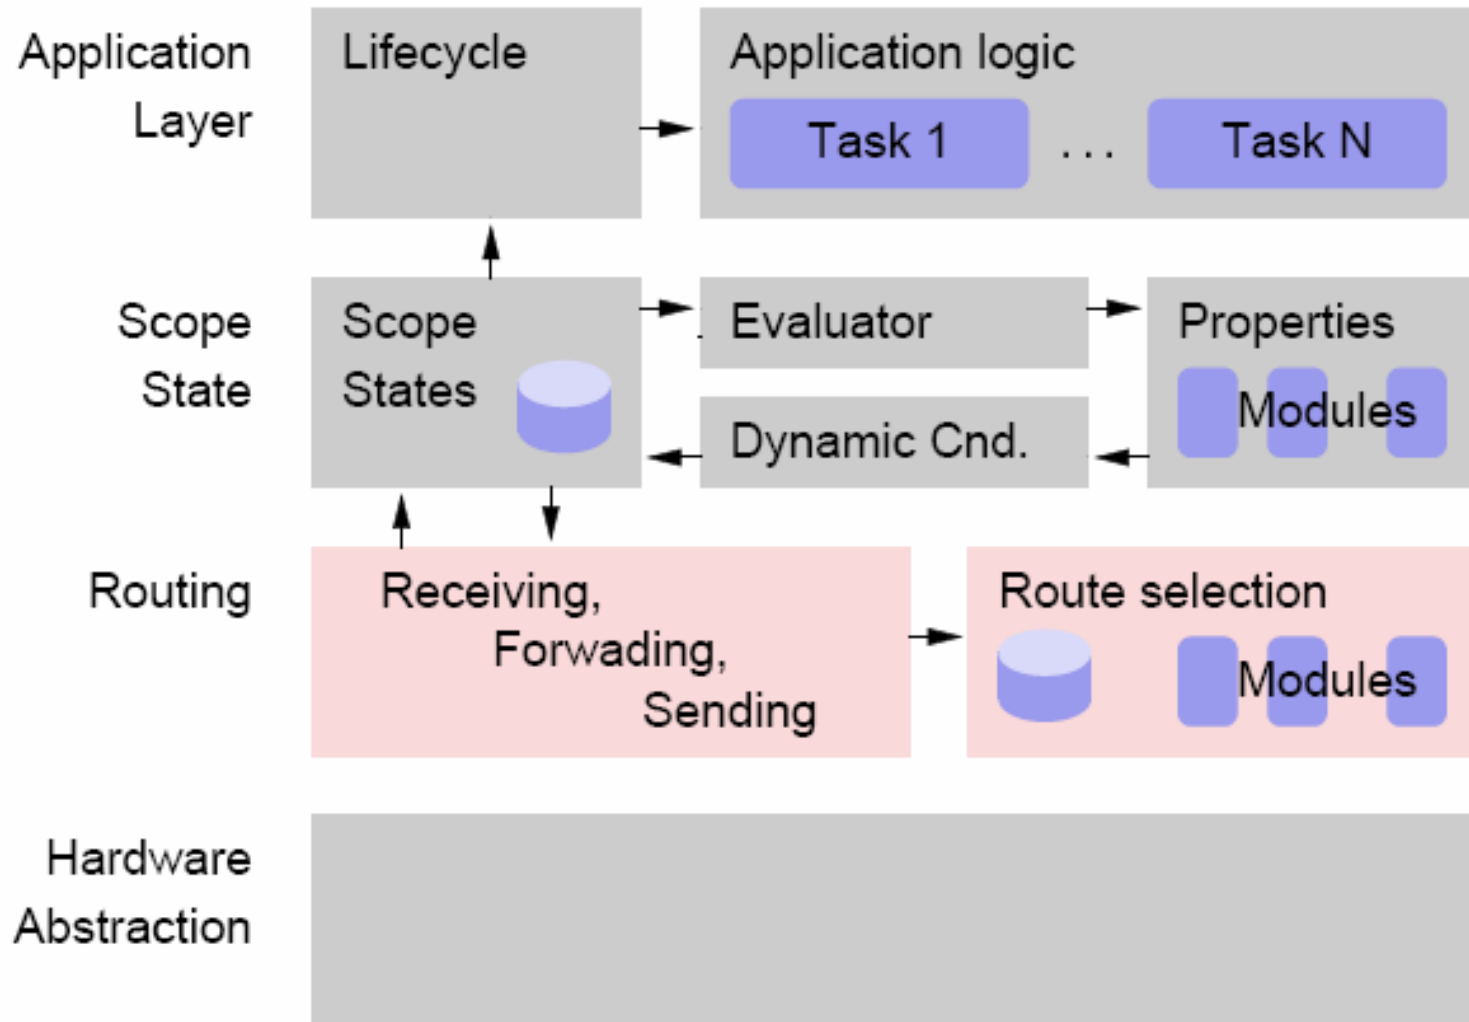 Application
Layer
Lifecycle
Application logic
Task 1
...
Task N
Scope
State
Scope
States
Evaluator
Dynamic Cnd.
Properties
Modules
Routing
Receiving,
Forwading,
Sending
Route selection
Modules
Hardware
Abstraction